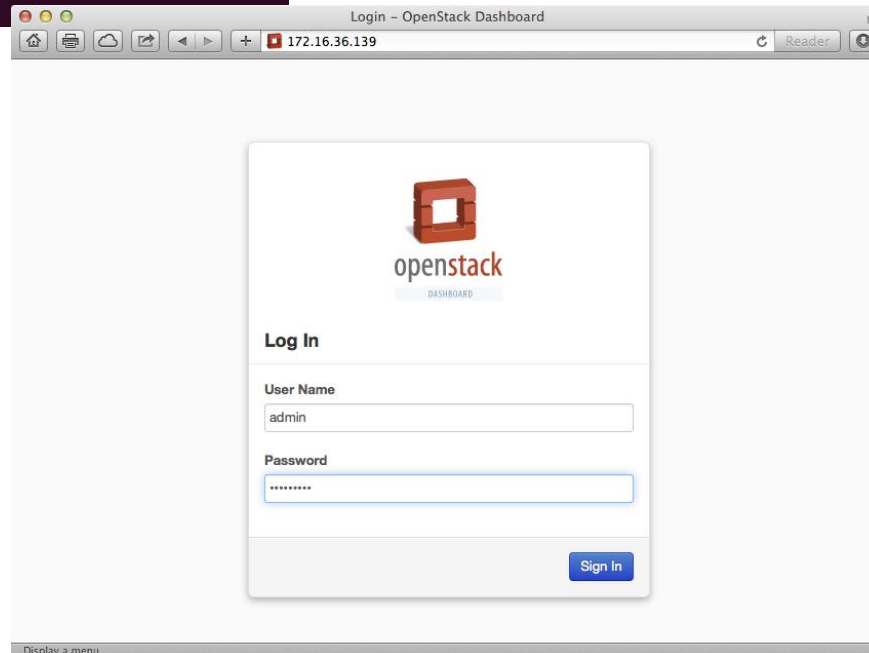 Login – OpenStack Dashboard
172.16.36.139
Reader
openstack
DASHBOARD
Log In
User Name
admin
Password
•••••••••
Sign In
Display a menu